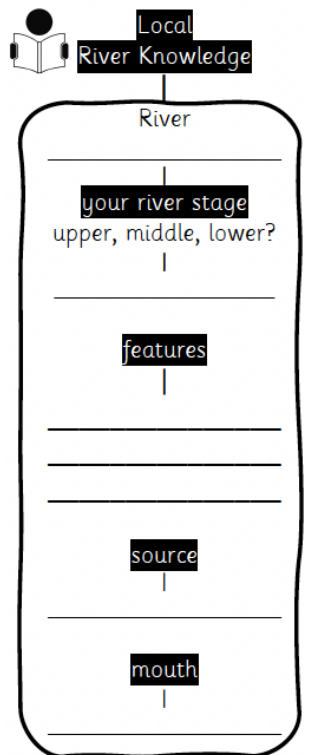 Local
River Knowledge
River
your river stage
upper, middle, lower?
features
source
mouth